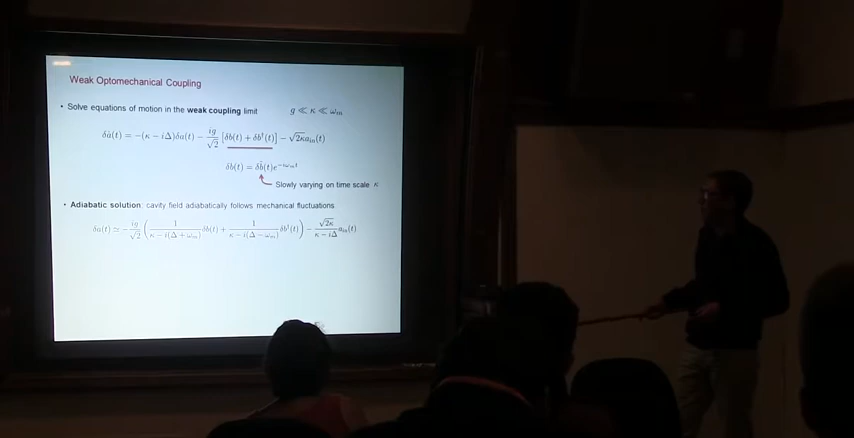 Weak Optomechanical Coupling
• Solve equations of motion in the weak coupling limit g ≪ κ ≪ ω_m
δȧ(t) = −(κ − iΔ)δa(t) − ig/√2 [δb(t) + δb†(t)] − √2κ a_in(t)
δb(t) = δb̃(t)e^{−iω_m t}
Slowly varying on time scale κ
• Adiabatic solution: cavity field adiabatically follows mechanical fluctuations
δa(t) ≃ −ig/√2 (1/(κ − i(Δ+ω_m)) δb(t) + 1/(κ − i(Δ−ω_m)) δb†(t)) − √2κ/(κ − iΔ) a_in(t)